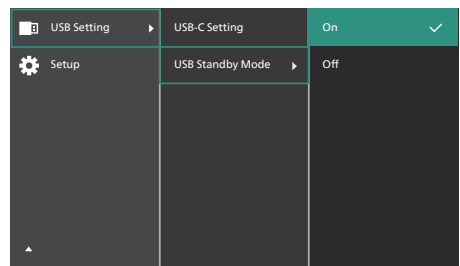 USB Setting
USB-C Setting
On
Setup
USB Standby Mode
Off